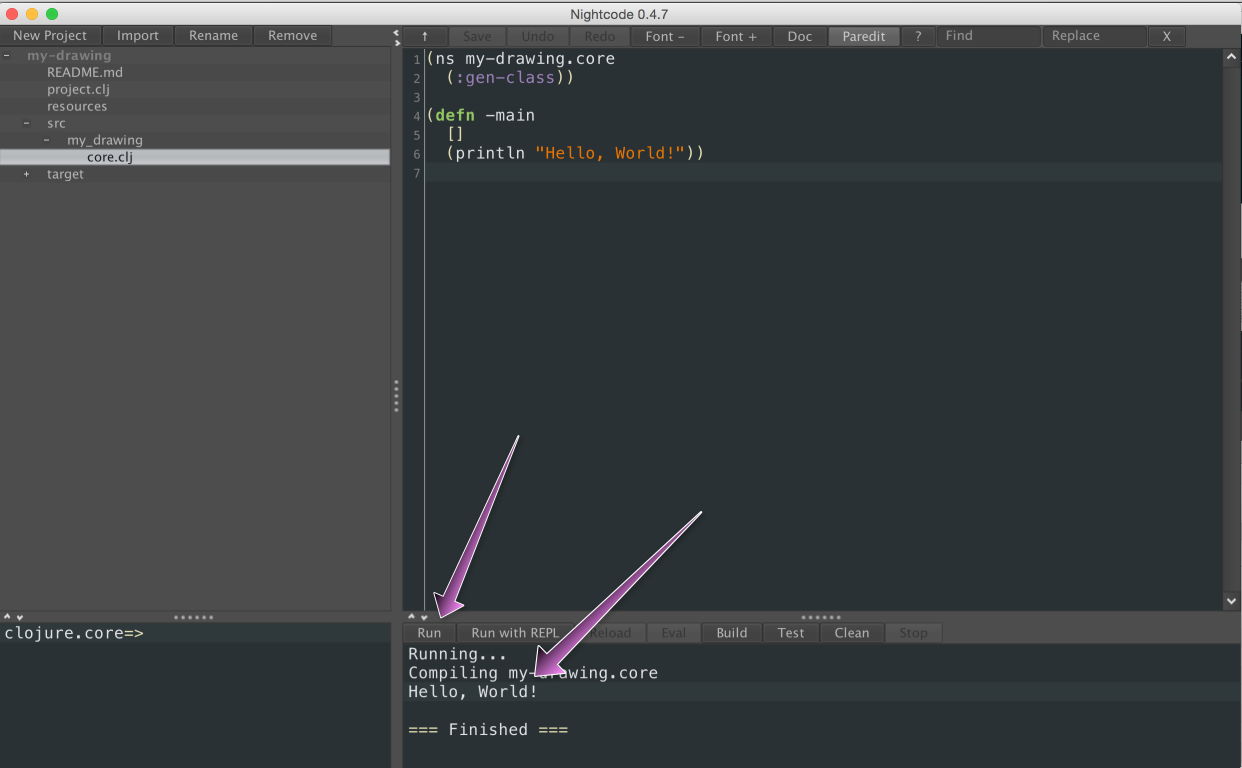 Nightcode 0.4.7
New Project Import Rename Remove
↑ Save Undo Redo Font - Font + Doc Paredit ? Find Replace X
- my-drawing
README.md
project.clj
resources
- src
- my_drawing
core.clj
+ target
1 (ns my-drawing.core
2 (:gen-class))
3
4 (defn -main
5 []
6 (println "Hello, World!"))
7
clojure.core=>
Run Run with REPL Reload Eval Build Test Clean Stop
Running...
Compiling my-drawing.core
Hello, World!
=== Finished ===